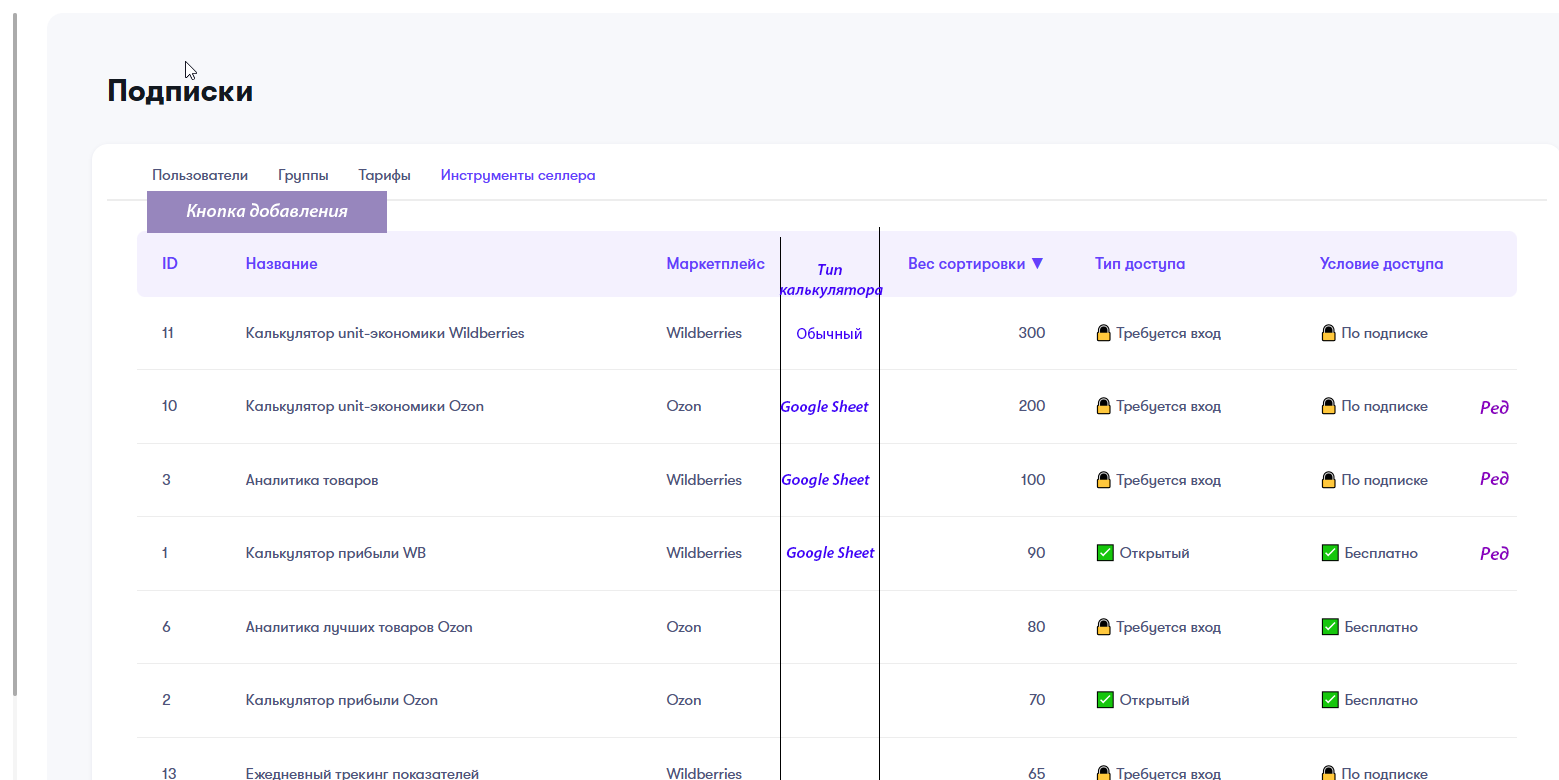 Подписки
Пользователи Группы Тарифы Инструменты селлера
Кнопка добавления
ID Название Маркетплейс Тип калькулятора Вес сортировки ▼ Тип доступа Условие доступа
11 Калькулятор unit-экономики Wildberries Wildberries Обычный 300 Требуется вход По подписке
10 Калькулятор unit-экономики Ozon Ozon Google Sheet 200 Требуется вход По подписке Ред
3 Аналитика товаров Wildberries Google Sheet 100 Требуется вход По подписке Ред
1 Калькулятор прибыли WB Wildberries Google Sheet 90 Открытый Бесплатно Ред
6 Аналитика лучших товаров Ozon Ozon 80 Требуется вход Бесплатно
2 Калькулятор прибыли Ozon Ozon 70 Открытый Бесплатно
13 Ежедневный трекинг показателей Wildberries 65 Требуется вход По подписке